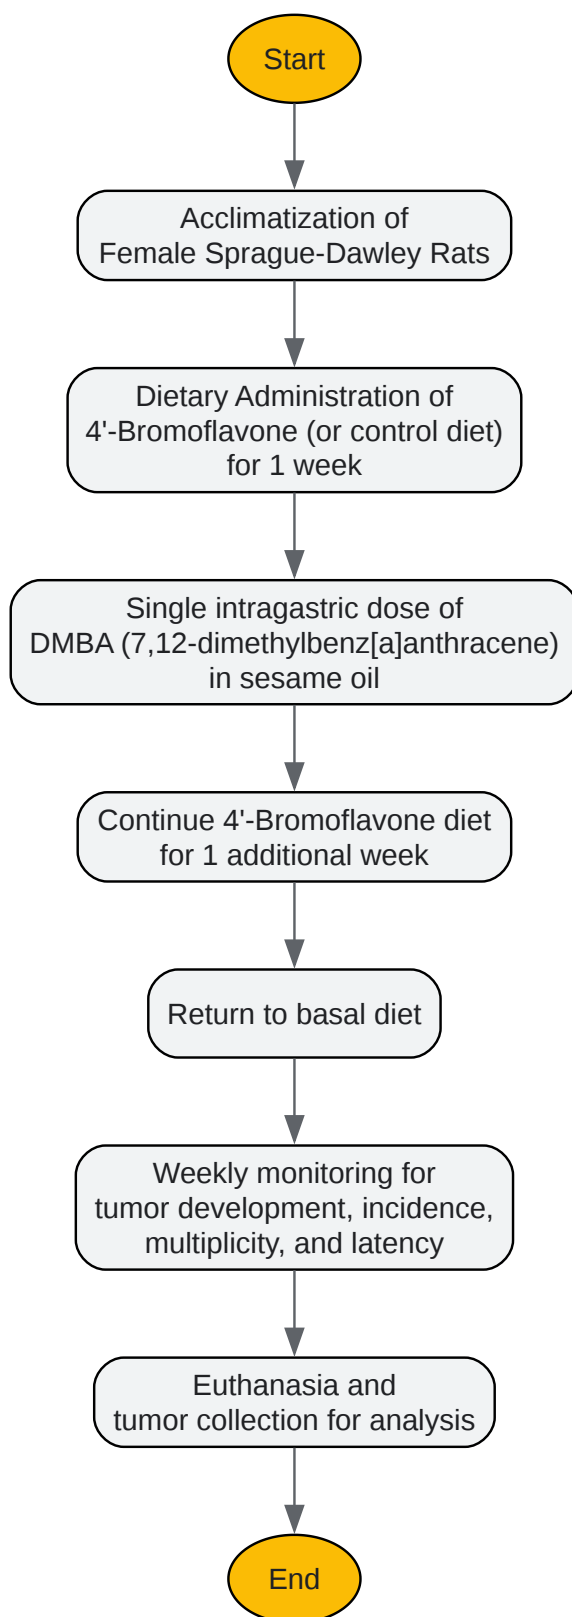 Start
Acclimatization of
Female Sprague-Dawley Rats
Dietary Administration of
4'-Bromoflavone (or control diet)
for 1 week
Single intragastric dose of
DMBA (7,12-dimethylbenz[a]anthracene)
in sesame oil
Continue 4'-Bromoflavone diet
for 1 additional week
Return to basal diet
Weekly monitoring for
tumor development, incidence,
multiplicity, and latency
Euthanasia and
tumor collection for analysis
End